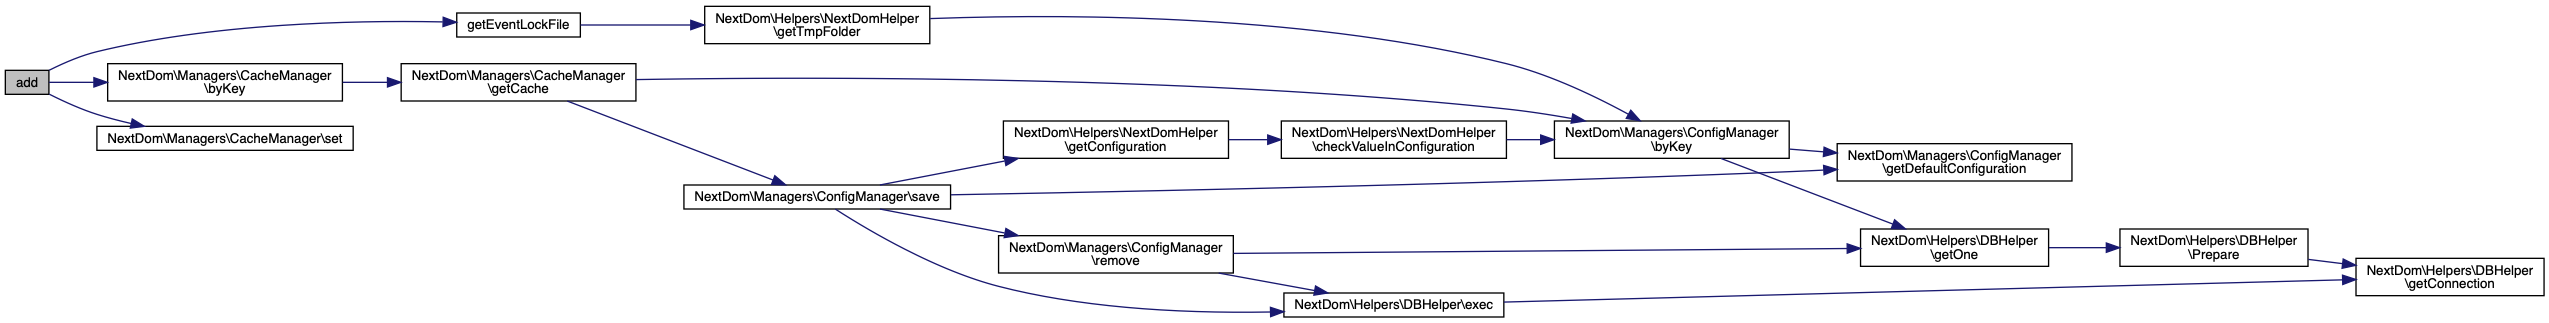 add
getEventLockFile
NextDom\Helpers\NextDomHelper
\getTmpFolder
NextDom\Managers\CacheManager
\byKey
NextDom\Managers\CacheManager
\getCache
NextDom\Managers\CacheManager\set
NextDom\Managers\ConfigManager\save
NextDom\Helpers\NextDomHelper
\getConfiguration
NextDom\Helpers\NextDomHelper
\checkValueInConfiguration
NextDom\Managers\ConfigManager
\byKey
NextDom\Managers\ConfigManager
\getDefaultConfiguration
NextDom\Managers\ConfigManager
\remove
NextDom\Helpers\DBHelper\exec
NextDom\Helpers\DBHelper
\getOne
NextDom\Helpers\DBHelper
\Prepare
NextDom\Helpers\DBHelper
\getConnection